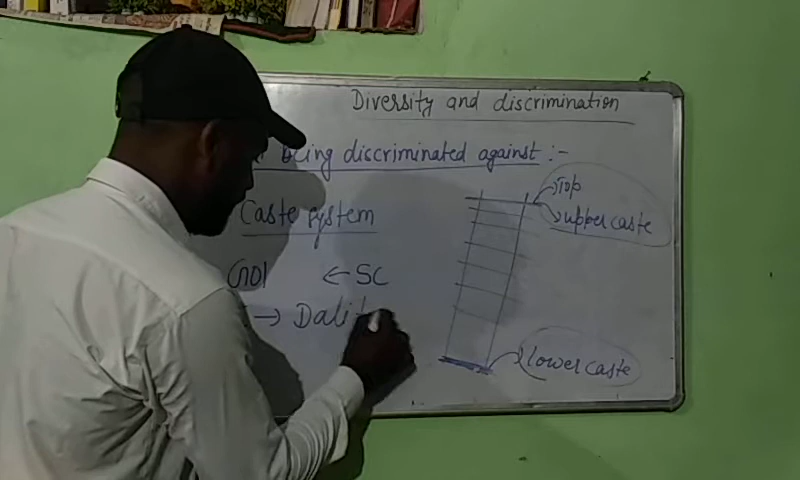 Diversity and discrimination
being discriminated against :-
Top
upper caste
Caste system
GOI ← SC
→ Dalit
lower caste